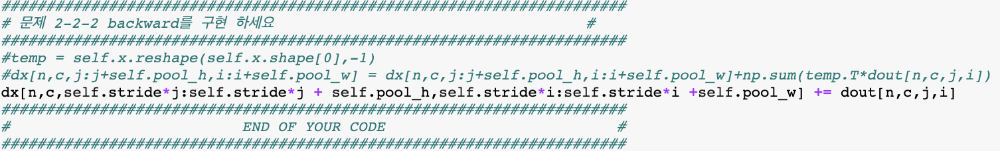 ######################################################################
# 문제 2-2-2 backward를 구현 하세요                                   #
######################################################################
#temp = self.x.reshape(self.x.shape[0],-1)
#dx[n,c,j:j+self.pool_h,i:i+self.pool_w] = dx[n,c,j:j+self.pool_h,i:i+self.pool_w]+np.sum(temp.T*dout[n,c,j,i])
dx[n,c,self.stride*j:self.stride*j + self.pool_h,self.stride*i:self.stride*i +self.pool_w] += dout[n,c,j,i]
######################################################################
#                          END OF YOUR CODE                          #
######################################################################